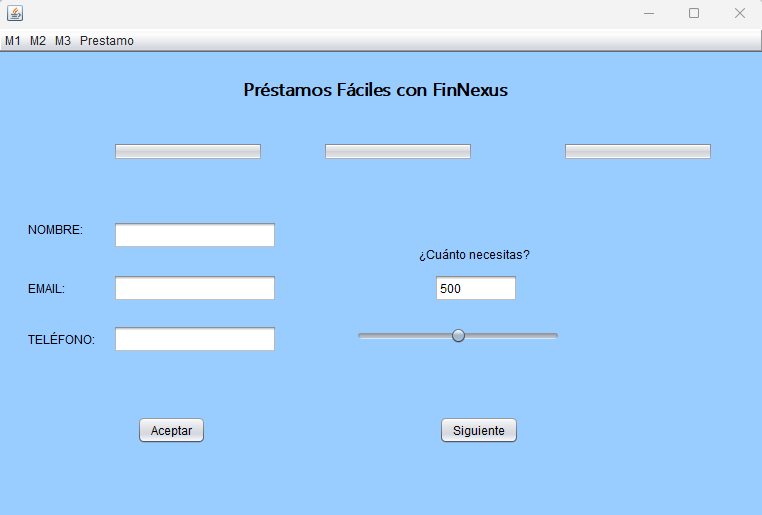 M1 M2 M3 Prestamo
Préstamos Fáciles con FinNexus
NOMBRE:
¿Cuánto necesitas?
EMAIL:
500
TELÉFONO:
Aceptar
Siguiente